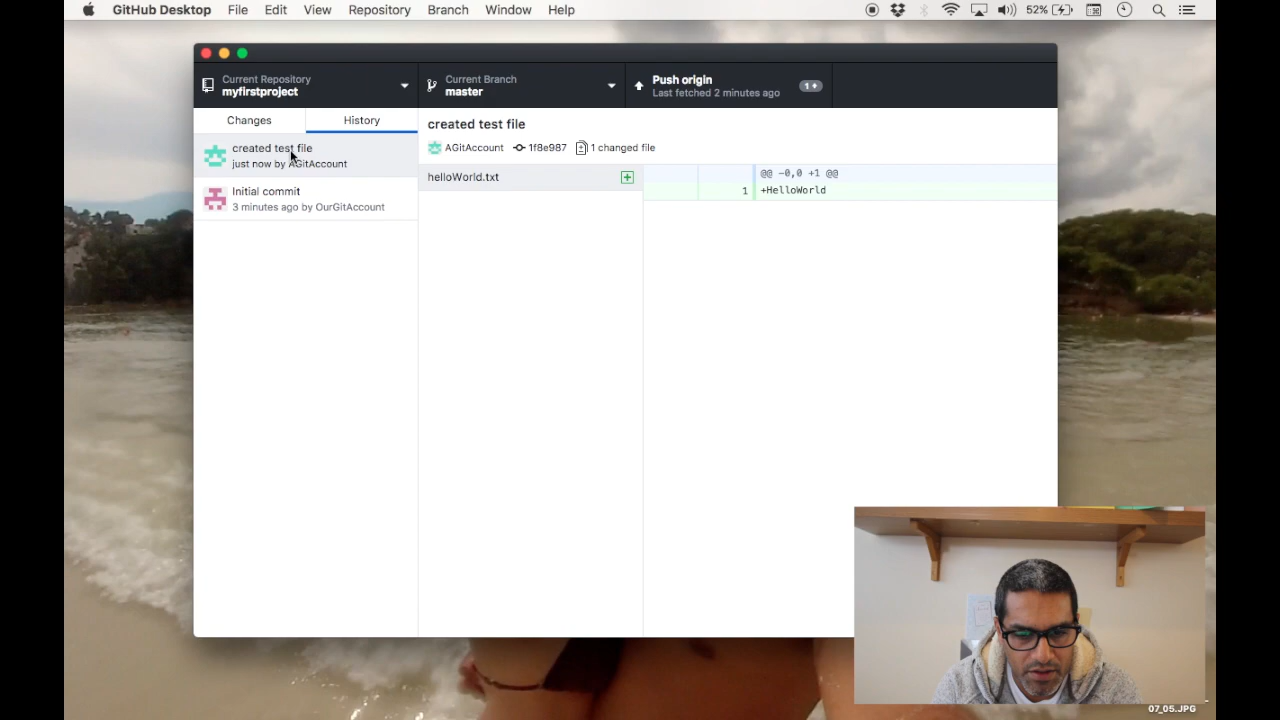 GitHub Desktop File Edit View Repository Branch Window Help 52%
Current Repository
myfirstproject
Current Branch
master
Push origin
Last fetched 2 minutes ago
1
Changes History
created test file
just now by AGitAccount
Initial commit
3 minutes ago by OurGitAccount
created test file
AGitAccount 1f8e987 1 changed file
helloWorld.txt
@@ -0,0 +1 @@
1 +HelloWorld
07_05.JPG